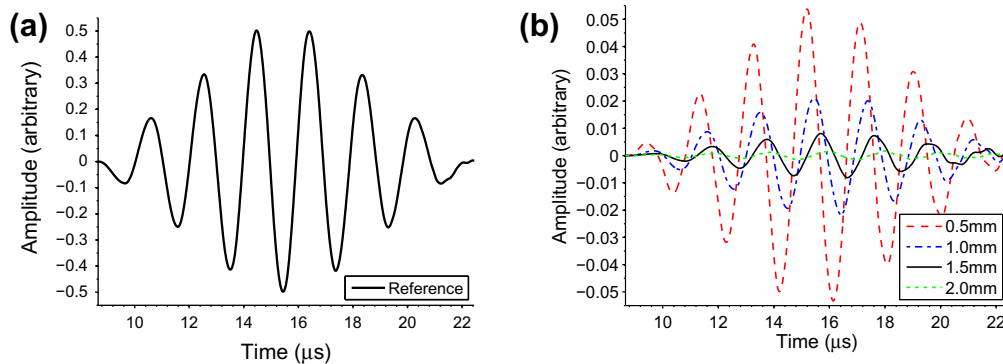 (a)
Amplitude (arbitrary)
0.5
0.4
0.3
0.2
0.1
0
-0.1
-0.2
-0.3
-0.4
-0.5
10 12 14 16 18 20 22
Time (μs)
Reference
(b)
Amplitude (arbitrary)
0.05
0.04
0.03
0.02
0.01
0
-0.01
-0.02
-0.03
-0.04
-0.05
10 12 14 16 18 20 22
Time (μs)
0.5mm
1.0mm
1.5mm
2.0mm